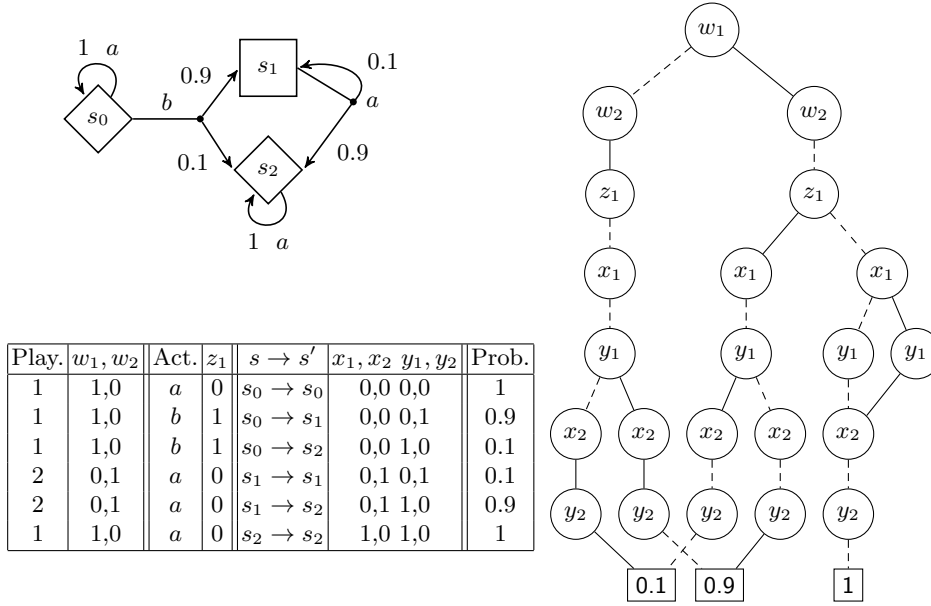 1 a
s0
b
0.9
0.1
s1
0.1
a
0.9
s2
1 a
Play. w1, w2 Act. z1 s → s′ x1, x2 y1, y2 Prob.
1 1,0 a 0 s0 → s0 0,0 0,0 1
1 1,0 b 1 s0 → s1 0,0 0,1 0.9
1 1,0 b 1 s0 → s2 0,0 1,0 0.1
2 0,1 a 0 s1 → s1 0,1 0,1 0.1
2 0,1 a 0 s1 → s2 0,1 1,0 0.9
1 1,0 a 0 s2 → s2 1,0 1,0 1
w1
w2 w2
z1 z1
x1 x1 x1
y1 y1 y1 y1
x2 x2 x2 x2 x2
y2 y2 y2 y2 y2
0.1 0.9 1